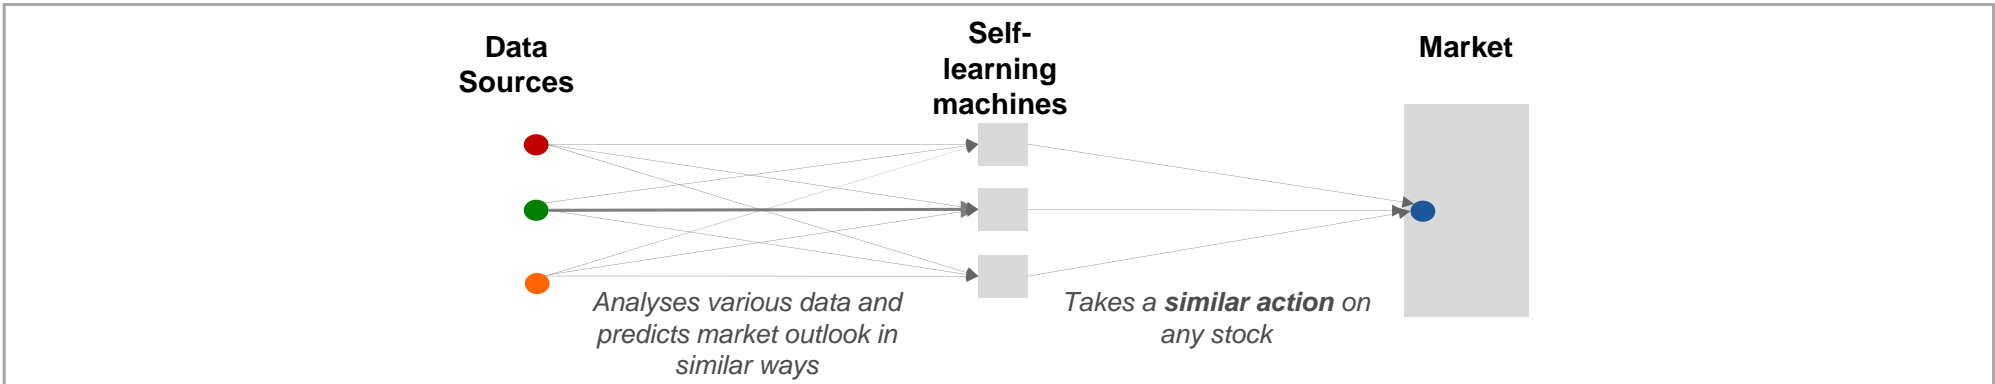 Data
Sources
Self-
learning
machines
Market
Analyses various data and
predicts market outlook in
similar ways
Takes a similar action on
any stock